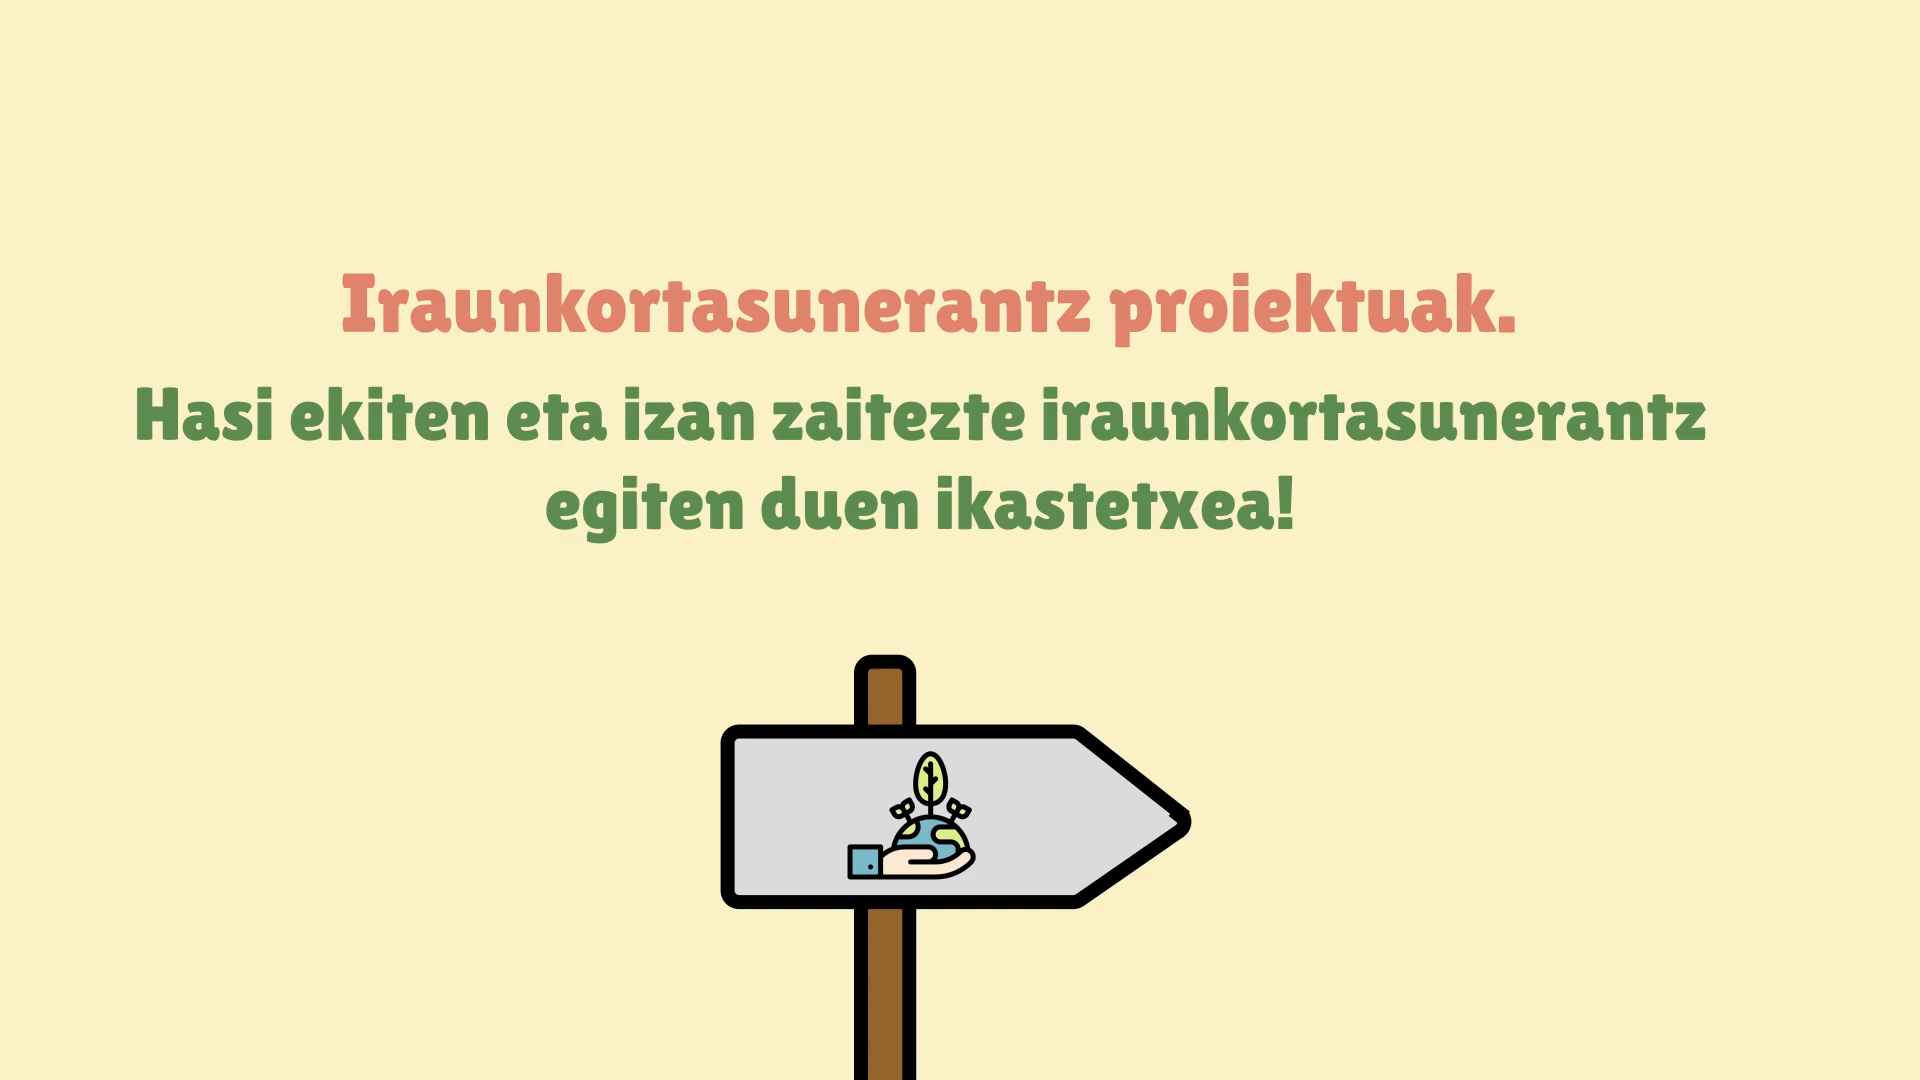 Iraunkortasunerantz proiektuak.
Hasi ekiten eta izan zaitezte iraunkortasunerantz
egiten duen ikastetxea!